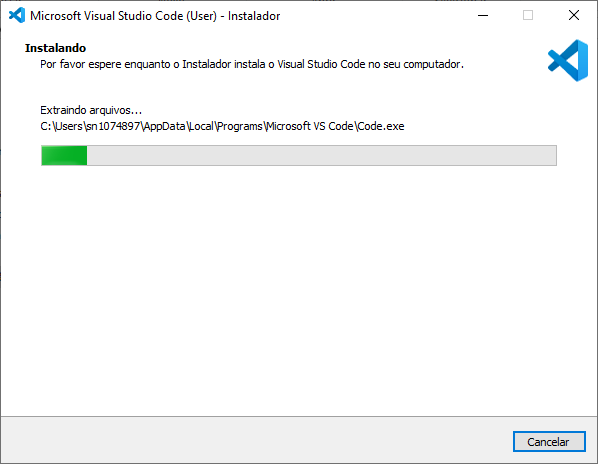 Microsoft Visual Studio Code (User) - Instalador
Instalando
Por favor espere enquanto o Instalador instala o Visual Studio Code no seu computador.
Extraindo arquivos...
C:\Users\sn1074897\AppData\Local\Programs\Microsoft VS Code\Code.exe
Cancelar